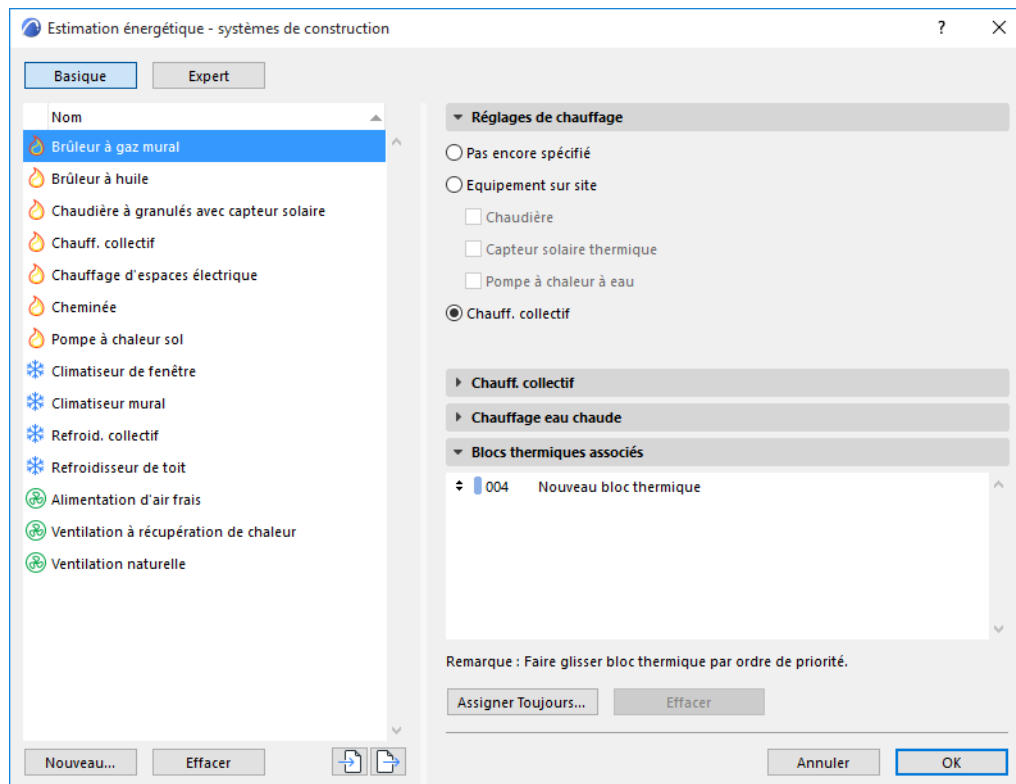 Estimation énergétique - systèmes de construction
?
Basique
Expert
Nom
Brûleur à gaz mural
Brûleur à huile
Chaudière à granulés avec capteur solaire
Chauff. collectif
Chauffage d'espaces électrique
Cheminée
Pompe à chaleur sol
Climatiseur de fenêtre
Climatiseur mural
Refroid. collectif
Refroidisseur de toit
Alimentation d'air frais
Ventilation à récupération de chaleur
Ventilation naturelle
Nouveau...
Effacer
Réglages de chauffage
Pas encore spécifié
Equipement sur site
Chaudière
Capteur solaire thermique
Pompe à chaleur à eau
Chauff. collectif
Chauff. collectif
Chauffage eau chaude
Blocs thermiques associés
004 Nouveau bloc thermique
Remarque : Faire glisser bloc thermique par ordre de priorité.
Assigner Toujours...
Effacer
Annuler
OK